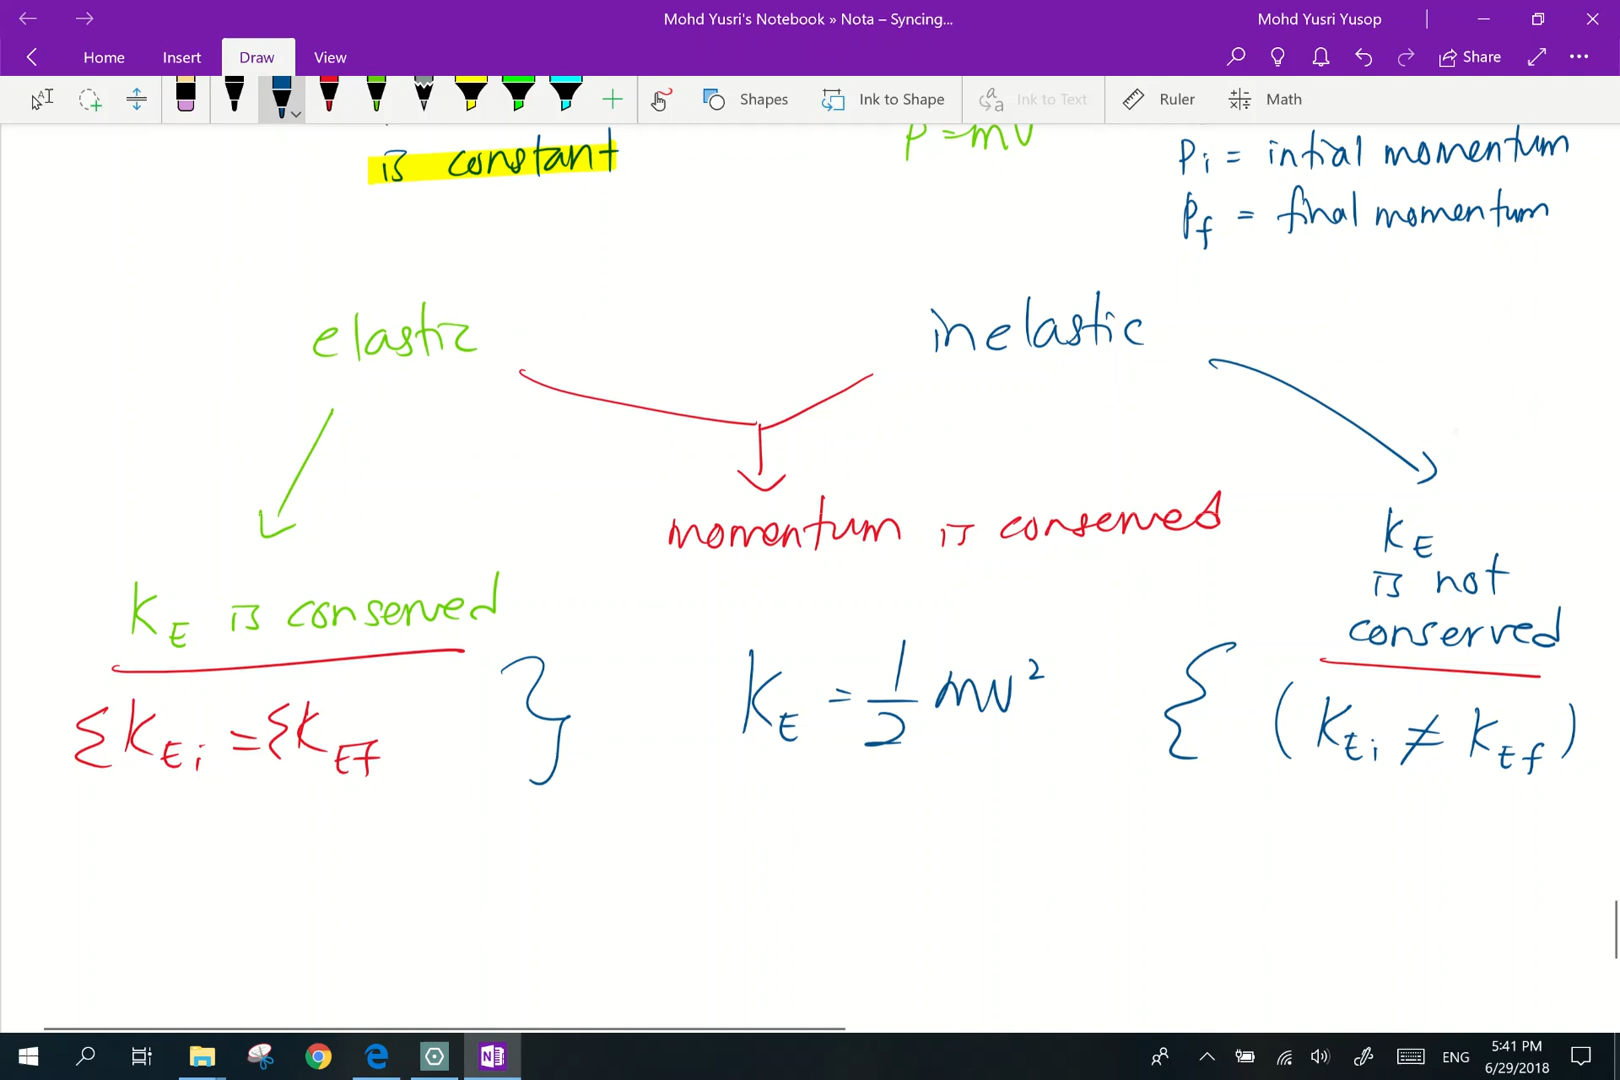 Mohd Yusri's Notebook » Nota – Syncing...
Mohd Yusri Yusop
Home
Insert
Draw
View
Share
Shapes
Ink to Shape
Ink to Text
Ruler
Math
is constant
P = mv
Pi = intial momentum
Pf = final momentum
elastic
inelastic
momentum is conserved
KE
is not
conserved
KE is conserved
ΣKEi = ΣKEf
KE = 1/2 mv²
(KEi ≠ KEf)
ENG
5:41 PM
6/29/2018